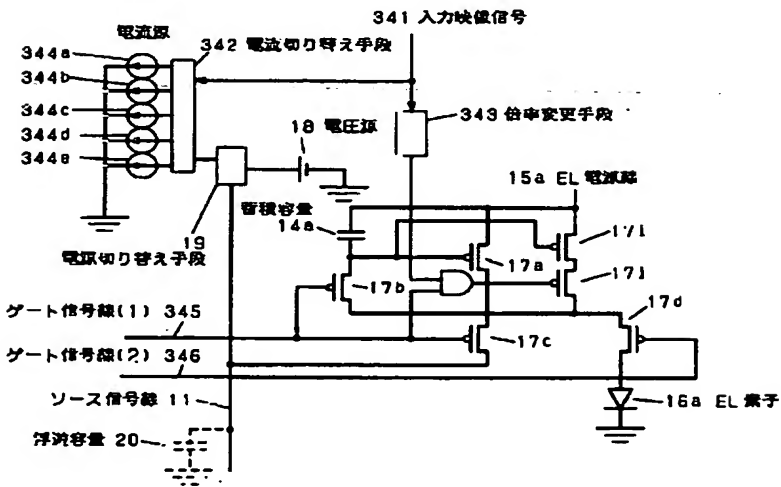 341 入力映像信号
電流源
342 電流切り替え手段
344a
344b
344c
344d
344e
343 倍率変更手段
18 電圧源
15a EL 電源線
蓄積容量
14a
19
電源切り替え手段
17i
17a
17j
17b
17d
17c
ゲート信号線(1) 345
ゲート信号線(2) 346
ソース信号線 11
浮遊容量 20
16a EL 素子